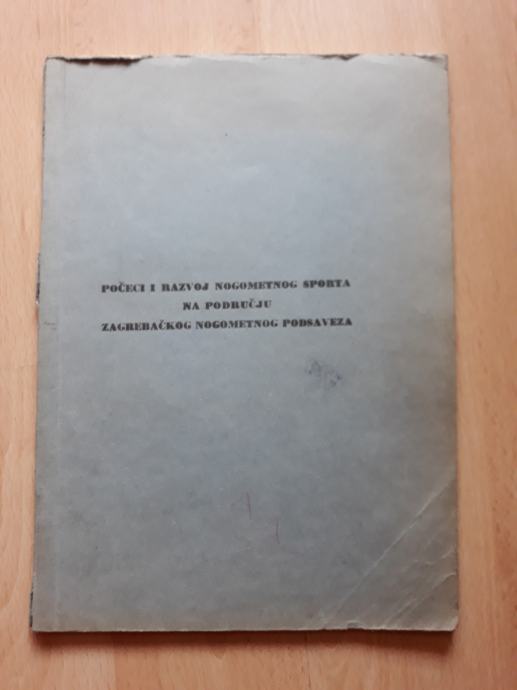 POČECI I RAZVOJ NOGOMETNOG SPORTA
NA PODRUČJU
ZAGREBAČKOG NOGOMETNOG PODSAVEZA